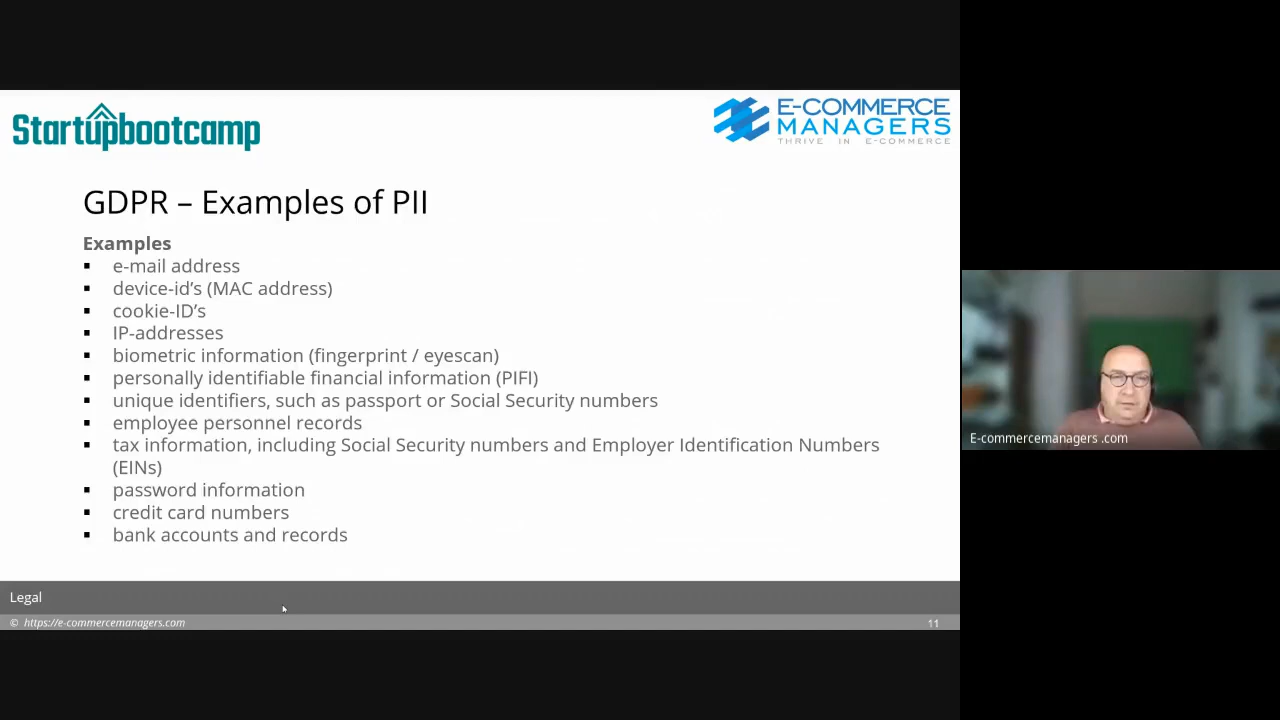 Startupbootcamp
E-COMMERCE
MANAGERS
THRIVE IN E-COMMERCE
GDPR – Examples of PII
Examples
▪ e-mail address
▪ device-id’s (MAC address)
▪ cookie-ID’s
▪ IP-addresses
▪ biometric information (fingerprint / eyescan)
▪ personally identifiable financial information (PIFI)
▪ unique identifiers, such as passport or Social Security numbers
▪ employee personnel records
▪ tax information, including Social Security numbers and Employer Identification Numbers
(EINs)
▪ password information
▪ credit card numbers
▪ bank accounts and records
Legal
© https://e-commercemanagers.com
11
E-commercemanagers .com